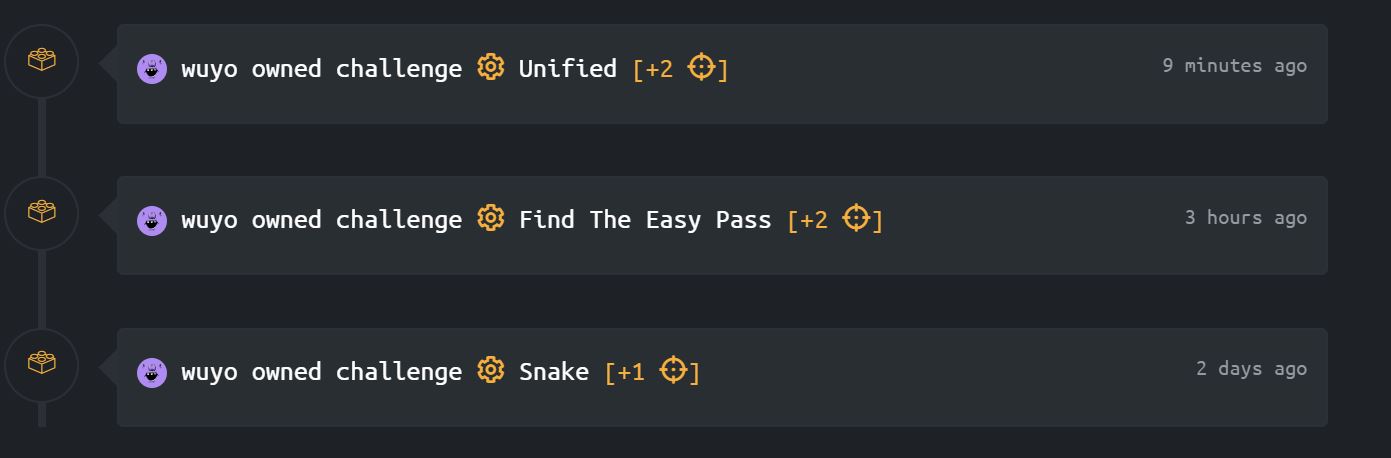 wuyo owned challenge Unified [+2 ] 9 minutes ago
wuyo owned challenge Find The Easy Pass [+2 ] 3 hours ago
wuyo owned challenge Snake [+1 ] 2 days ago